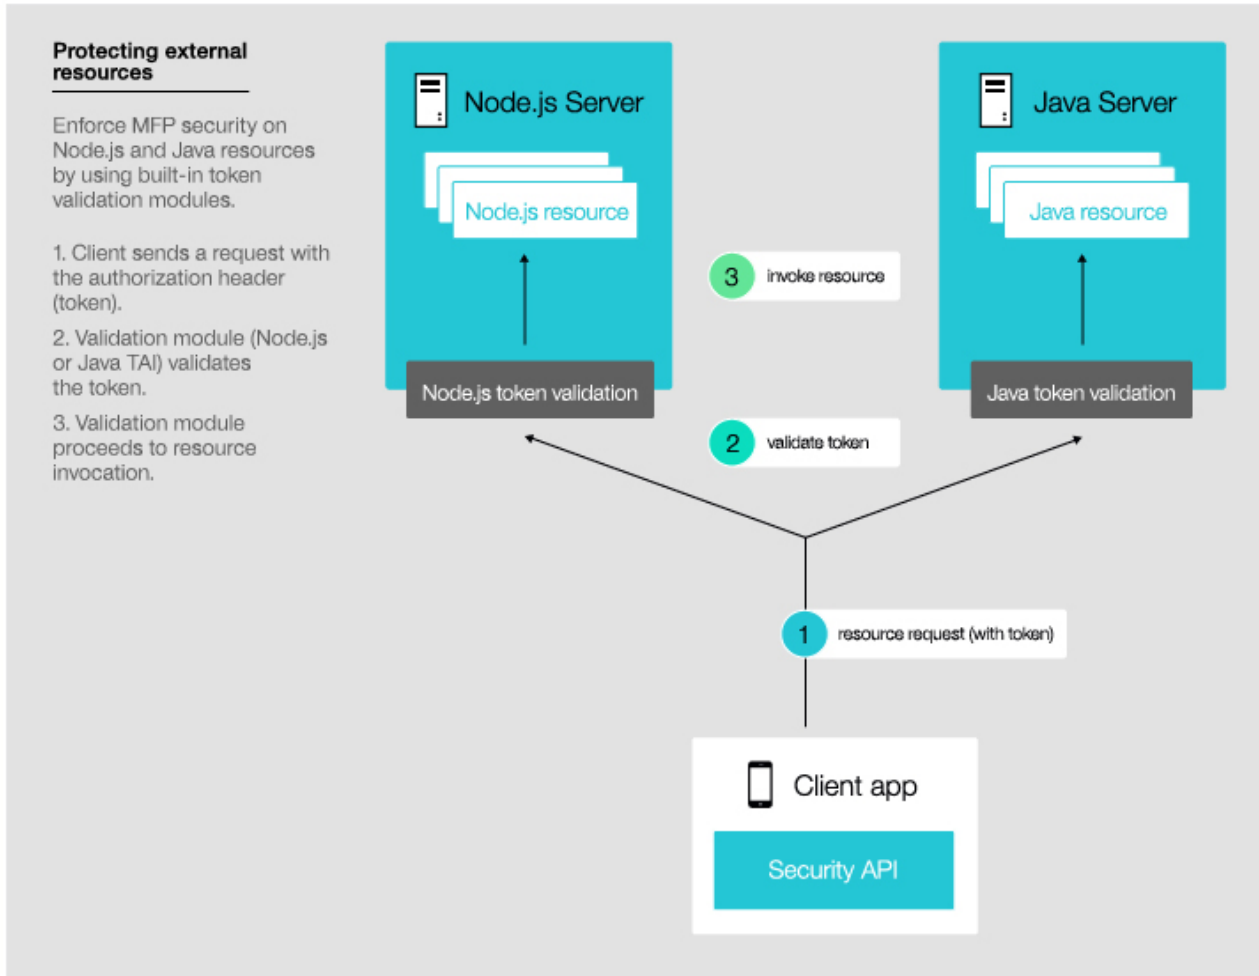 Protecting external
resources
Enforce MFP security on
Node.js and Java resources
by using built-in token
validation modules.
1. Client sends a request with
the authorization header
(token).
2. Validation module (Node.js
or Java TAI) validates
the token.
3. Validation module
proceeds to resource
invocation.
Node.js Server
Node.js resource
Node.js token validation
Java Server
Java resource
Java token validation
3 invoke resource
2 validate token
1 resource request (with token)
Client app
Security API